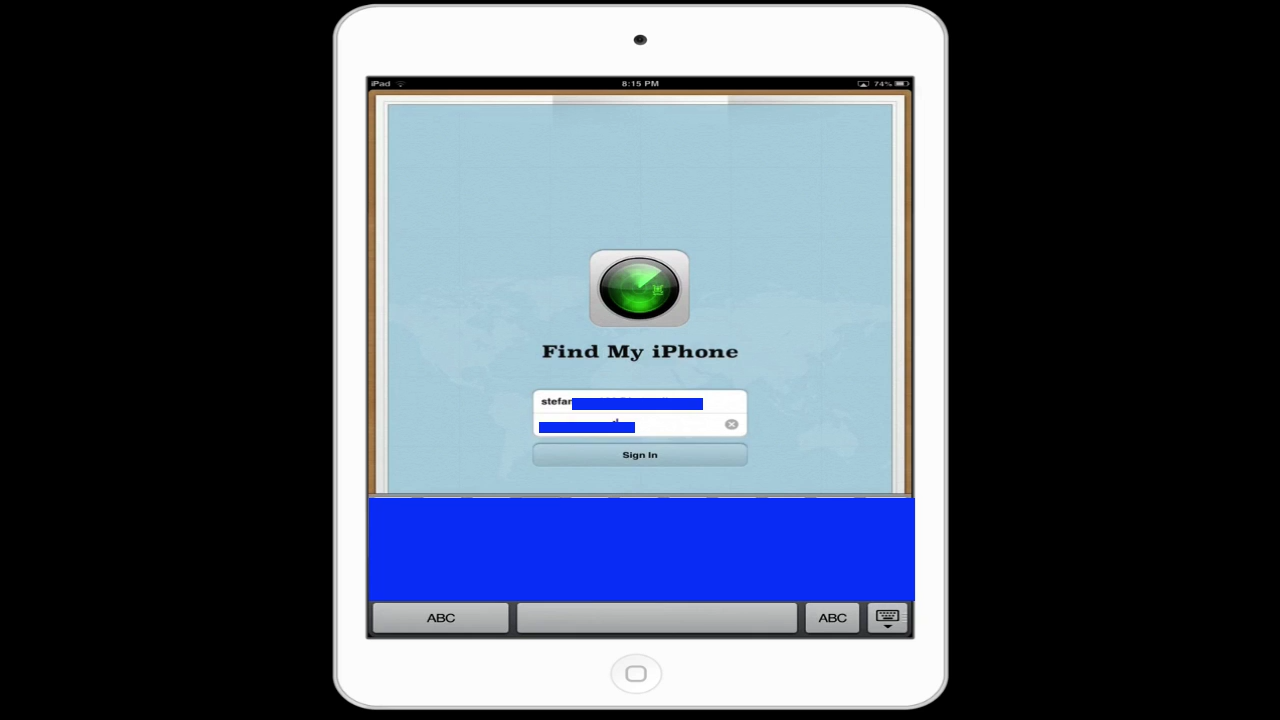 iPad 8:15 PM 74%
Find My iPhone
stefan
Sign In
ABC ABC